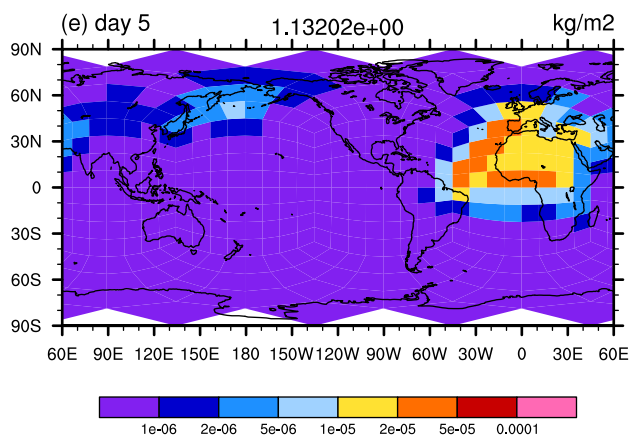 (e) day 5 1.13202e+00 kg/m2
90N
60N
30N
0
30S
60S
90S
60E 90E 120E 150E 180 150W 120W 90W 60W 30W 0 30E 60E
1e-06 2e-06 5e-06 1e-05 2e-05 5e-05 0.0001